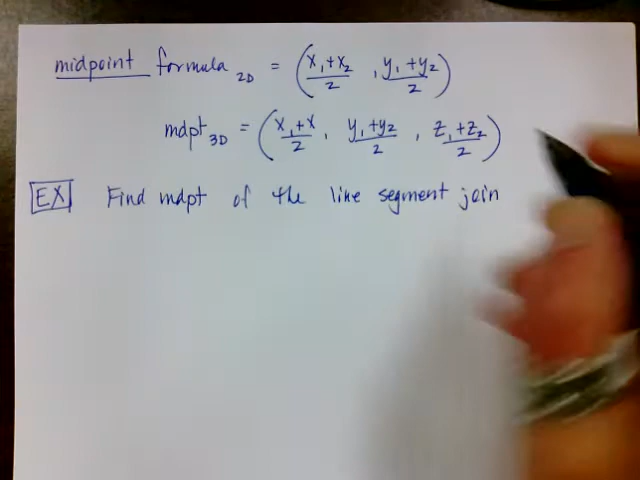 midpoint formula 2D = (x₁+x₂/2 , y₁+y₂/2)
mdpt 3D = (x₁+x/2 , y₁+y₂/2 , z₁+z₂/2)
EX Find mdpt of the line segment join